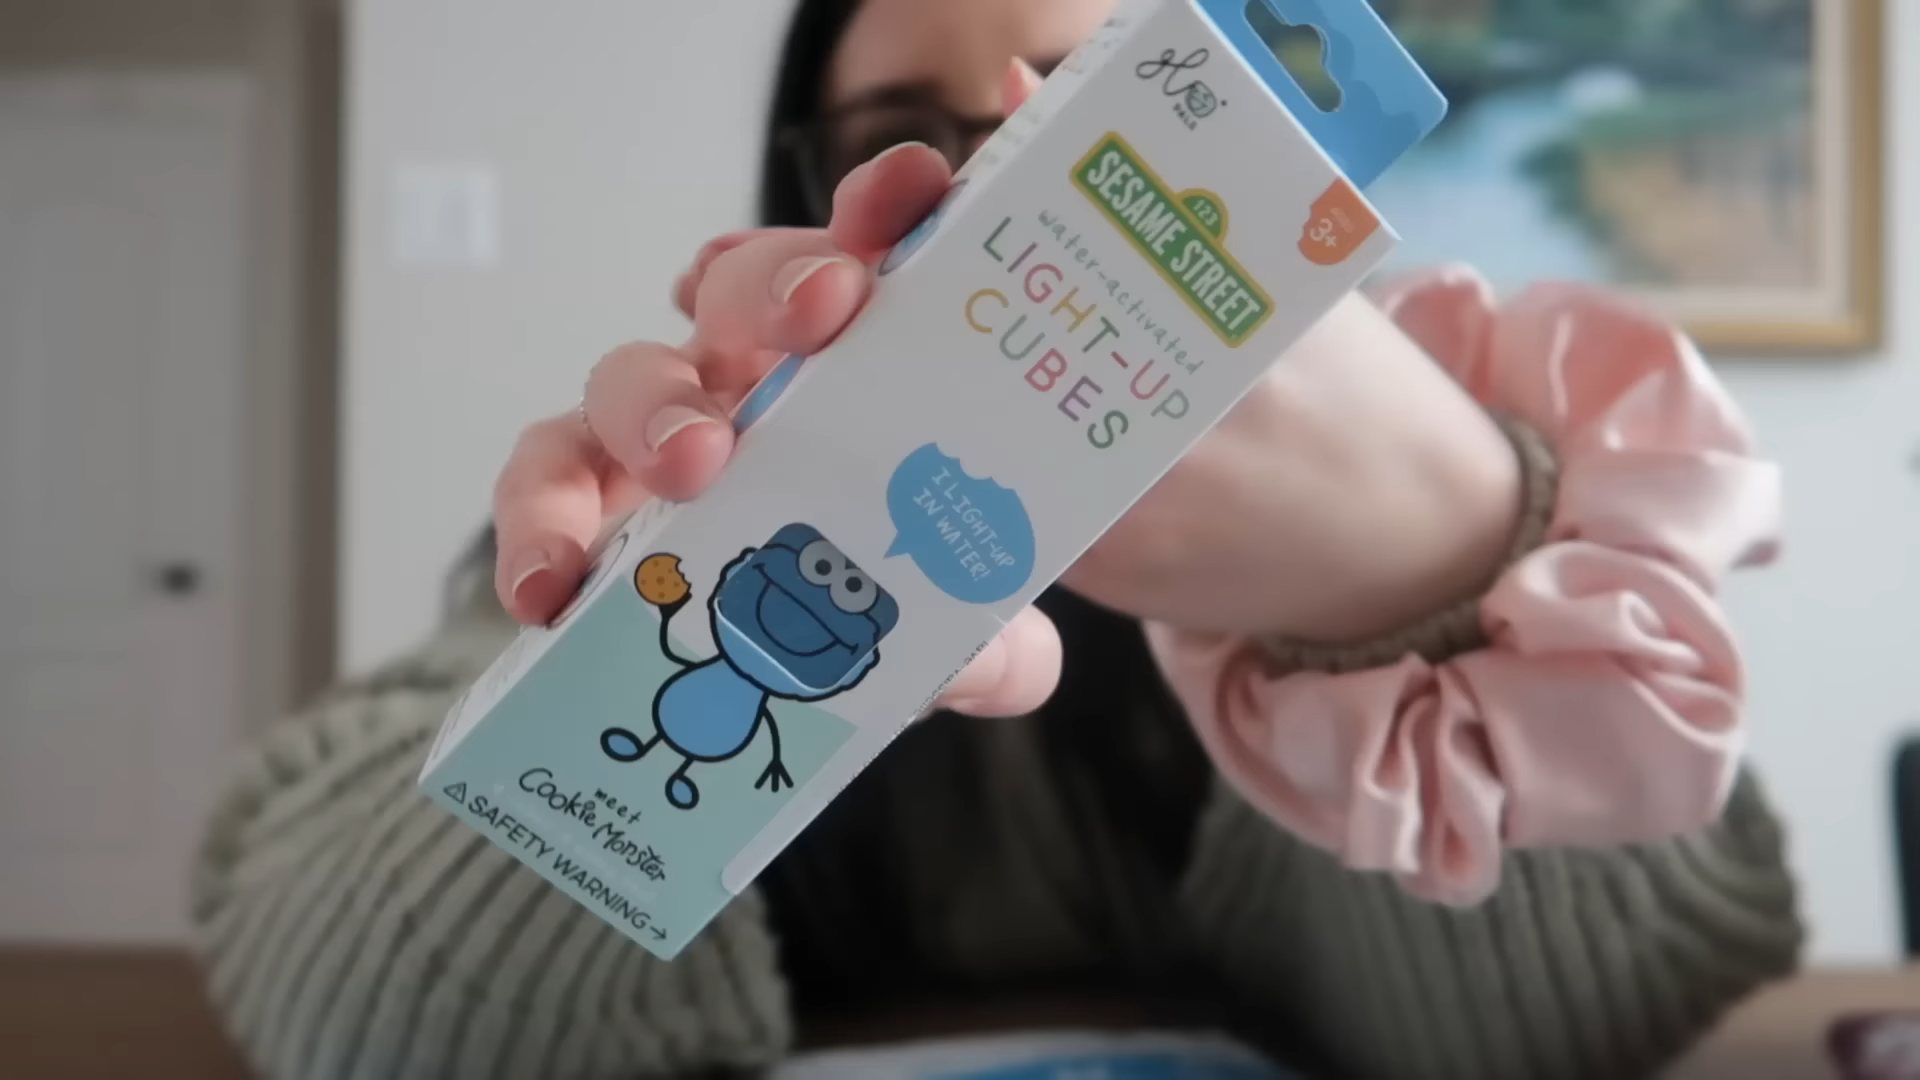 glo
PALS
123
SESAME STREET
AGES
3+
water-activated
LIGHT-UP
CUBES
I LIGHT-UP
IN WATER!
meet
Cookie Monster
⚠ SAFETY WARNING→